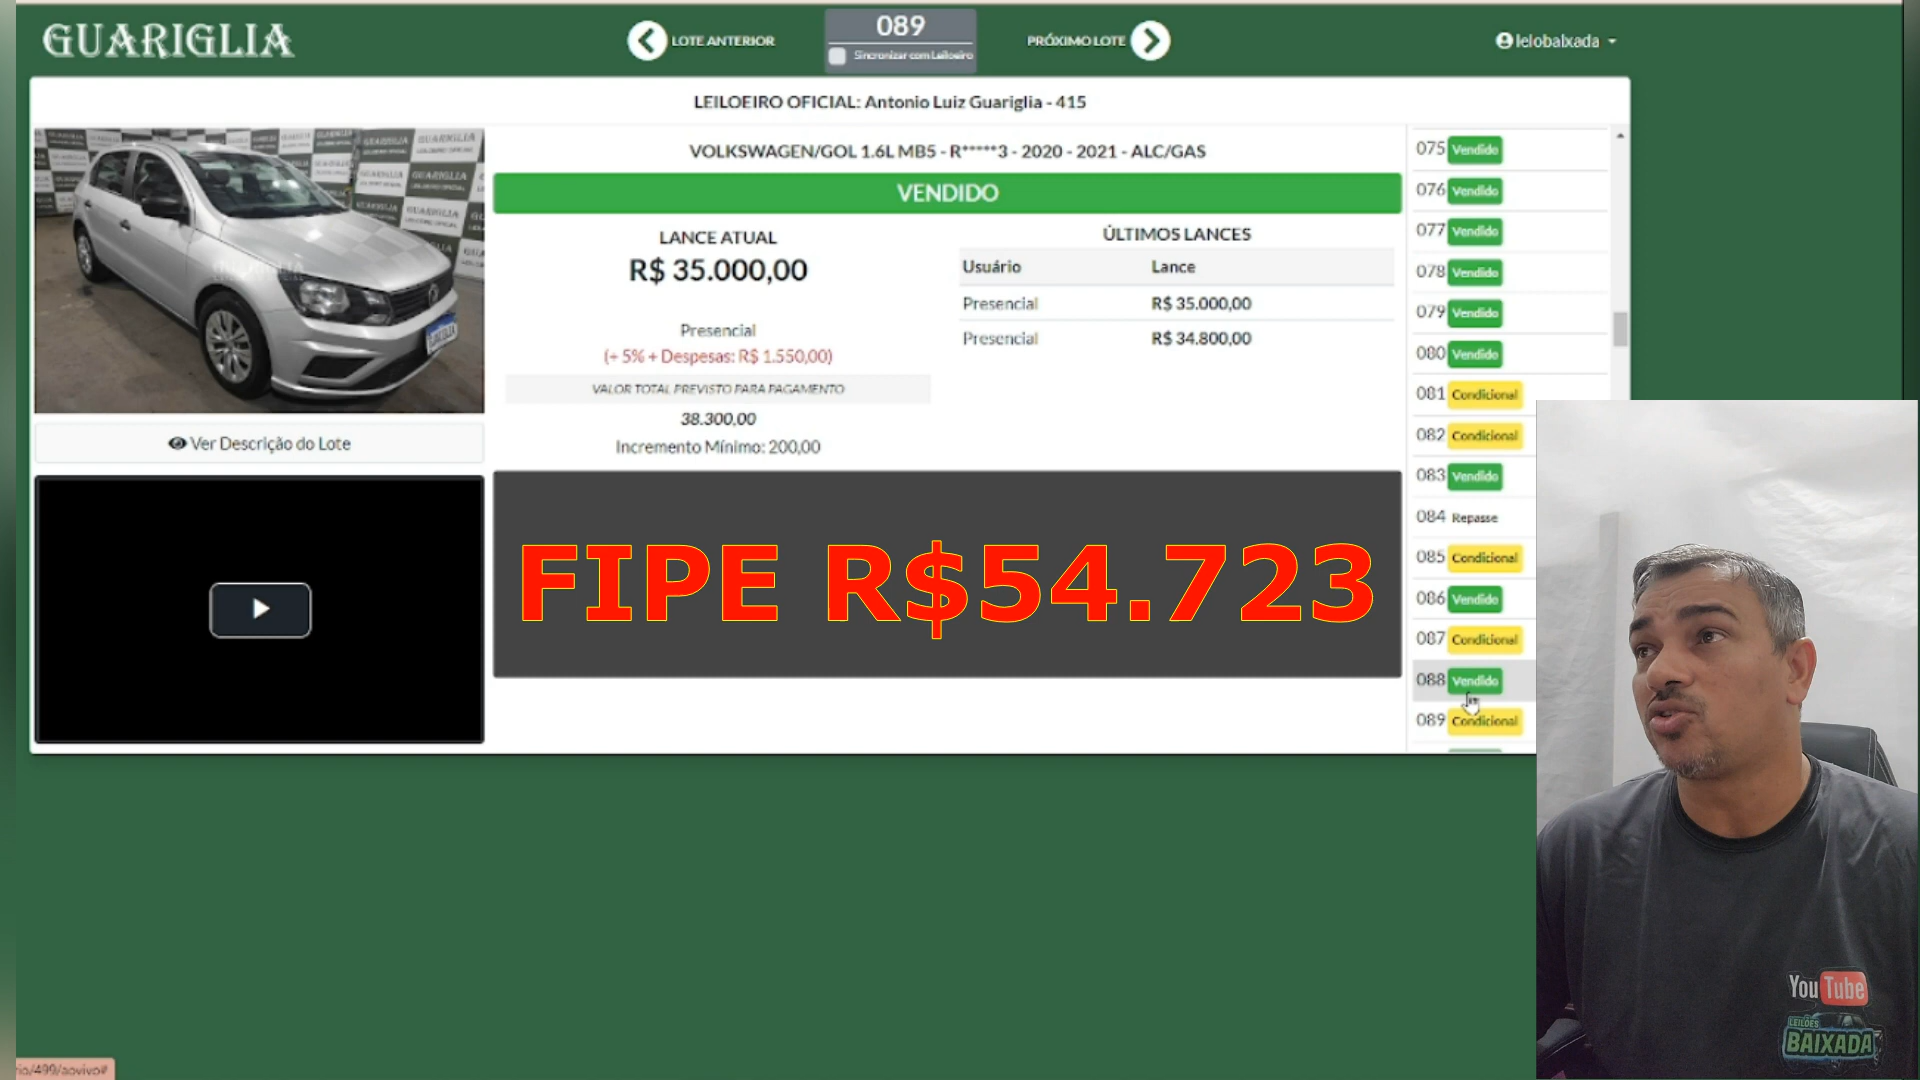 GUARIGLIA
LOTE ANTERIOR
089
Sincronizar com Leiloeiro
PRÓXIMO LOTE
lelobaixada
LEILOEIRO OFICIAL: Antonio Luiz Guariglia - 415
VOLKSWAGEN/GOL 1.6L MB5 - R*****3 - 2020 - 2021 - ALC/GAS
VENDIDO
LANCE ATUAL
R$ 35.000,00
Presencial
(+ 5% + Despesas: R$ 1.550,00)
VALOR TOTAL PREVISTO PARA PAGAMENTO
38.300,00
Incremento Mínimo: 200,00
ÚLTIMOS LANCES
Usuário Lance
Presencial R$ 35.000,00
Presencial R$ 34.800,00
Ver Descrição do Lote
FIPE R$54.723
075 Vendido
076 Vendido
077 Vendido
078 Vendido
079 Vendido
080 Vendido
081 Condicional
082 Condicional
083 Vendido
084 Repasse
085 Condicional
086 Vendido
087 Condicional
088 Vendido
089 Condicional
YouTube
LEILÕES
BAIXADA
rio/499/aovivo#